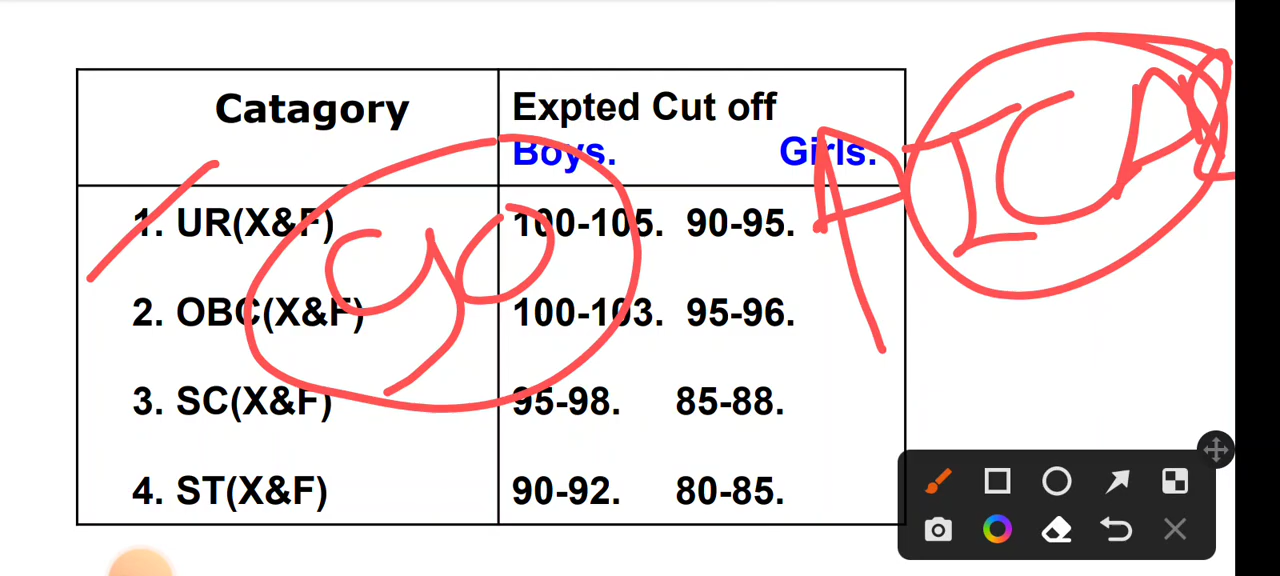 Catagory Expted Cut off
Boys. Girls.
1. UR(X&F) 100-105. 90-95.
2. OBC(X&F) 100-103. 95-96.
3. SC(X&F) 95-98. 85-88.
4. ST(X&F) 90-92. 80-85.